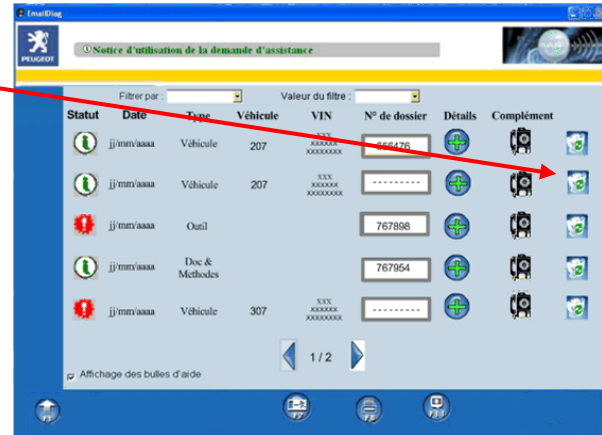 EmailDiag
PEUGEOT
Notice d'utilisation de la demande d'assistance
Filtrer par : Valeur du filtre :
Statut Date Type Véhicule VIN N° de dossier Détails Complément
jj/mm/aaaa Véhicule 207 XXX XXXXXX XXXXXXXX 656476
jj/mm/aaaa Véhicule 207 XXX XXXXXX XXXXXXXX ---------
jj/mm/aaaa Outil 767898
jj/mm/aaaa Doc & Methodes 767954
jj/mm/aaaa Véhicule 307 XXX XXXXXX XXXXXXXX ---------
1 / 2
Affichage des bulles d'aide